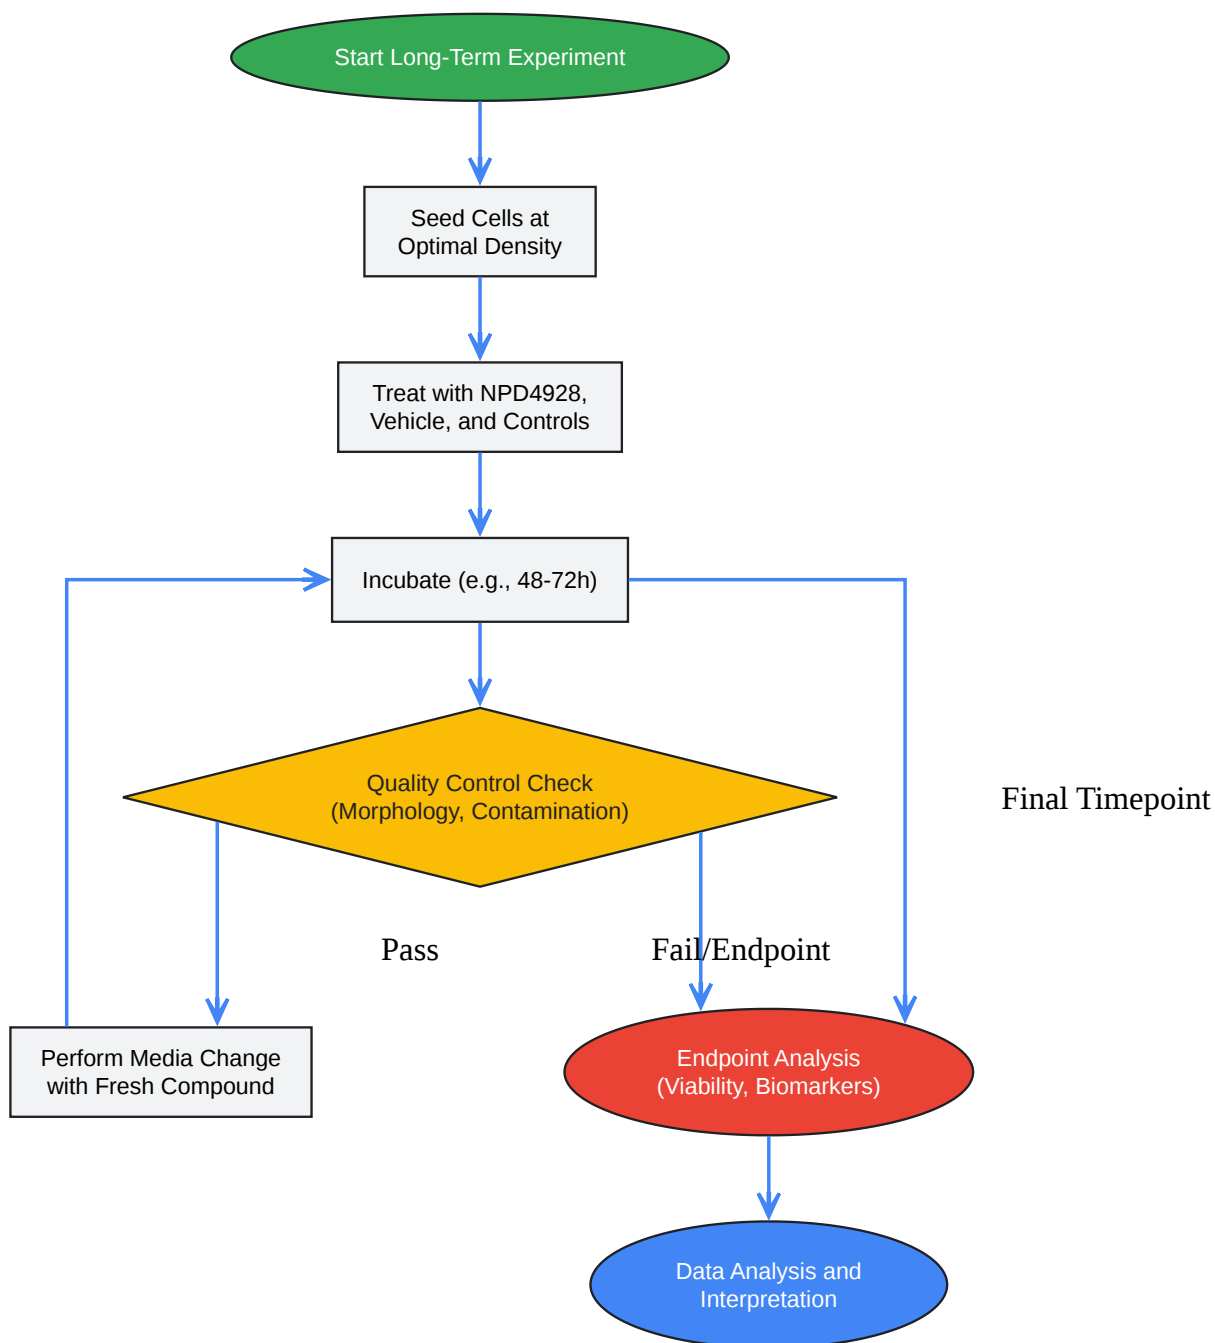 Start Long-Term Experiment
Seed Cells at
Optimal Density
Treat with NPD4928,
Vehicle, and Controls
Incubate (e.g., 48-72h)
Quality Control Check
(Morphology, Contamination)
Final Timepoint
Pass
Fail/Endpoint
Perform Media Change
with Fresh Compound
Endpoint Analysis
(Viability, Biomarkers)
Data Analysis and
Interpretation